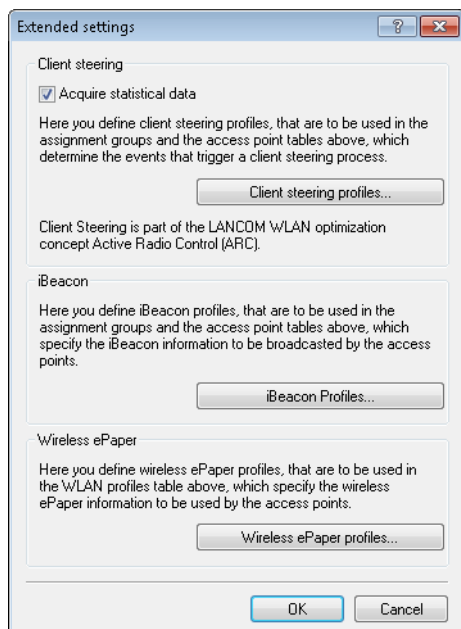 Extended settings
?
Client steering
Acquire statistical data
Here you define client steering profiles, that are to be used in the
assignment groups and the access point tables above, which
determine the events that trigger a client steering process.
Client steering profiles...
Client Steering is part of the LANCOM WLAN optimization
concept Active Radio Control (ARC).
iBeacon
Here you define iBeacon profiles, that are to be used in the
assignment groups and the access point tables above, which
specify the iBeacon information to be broadcasted by the access
points.
iBeacon Profiles...
Wireless ePaper
Here you define wireless ePaper profiles, that are to be used in
the WLAN profiles table above, which specify the wireless
ePaper information to be used by the access points.
Wireless ePaper profiles...
OK
Cancel